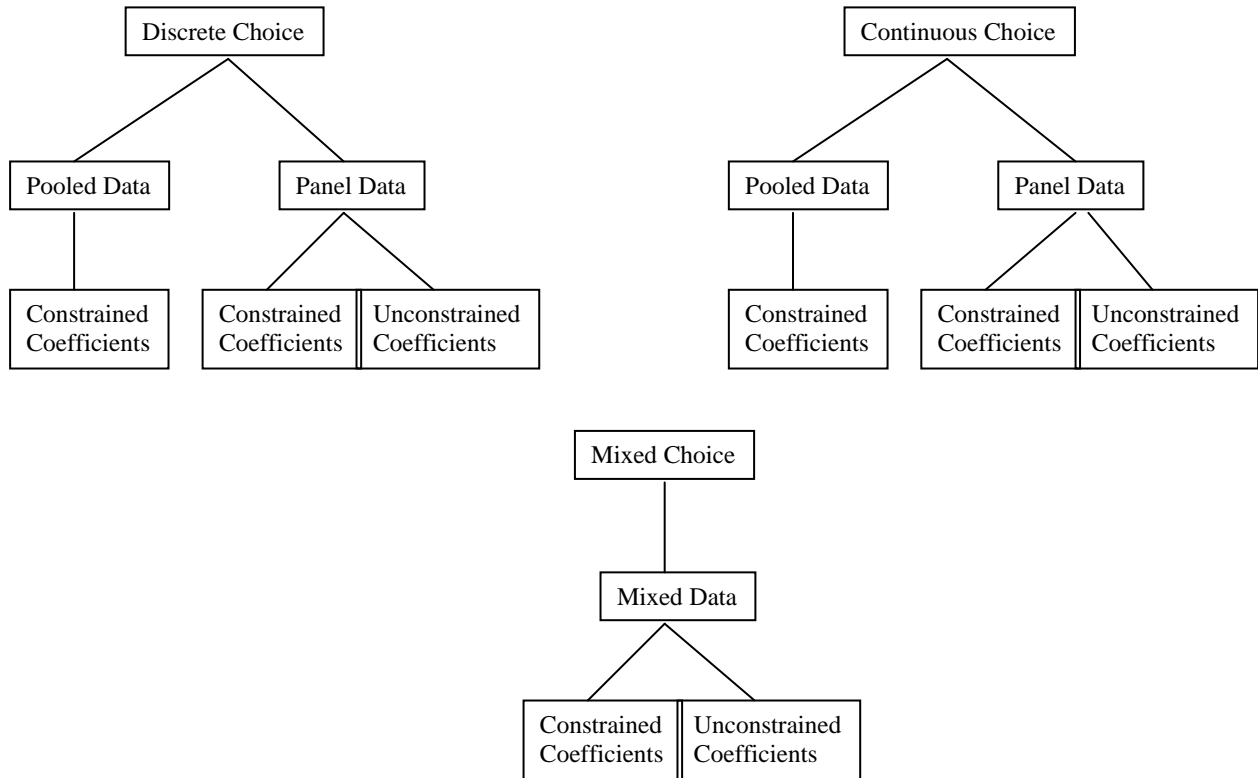 Discrete Choice
Continuous Choice
Pooled Data
Panel Data
Pooled Data
Panel Data
Constrained
Coefficients
Constrained
Coefficients
Unconstrained
Coefficients
Constrained
Coefficients
Constrained
Coefficients
Unconstrained
Coefficients
Mixed Choice
Mixed Data
Constrained
Coefficients
Unconstrained
Coefficients